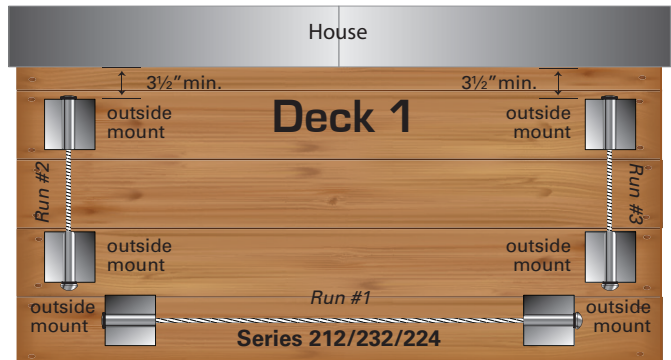 House
3½" min.
3½" min.
outside
mount
Deck 1
outside
mount
Run #2
Run #3
outside
mount
outside
mount
Run #1
outside
mount
outside
mount
Series 212/232/224